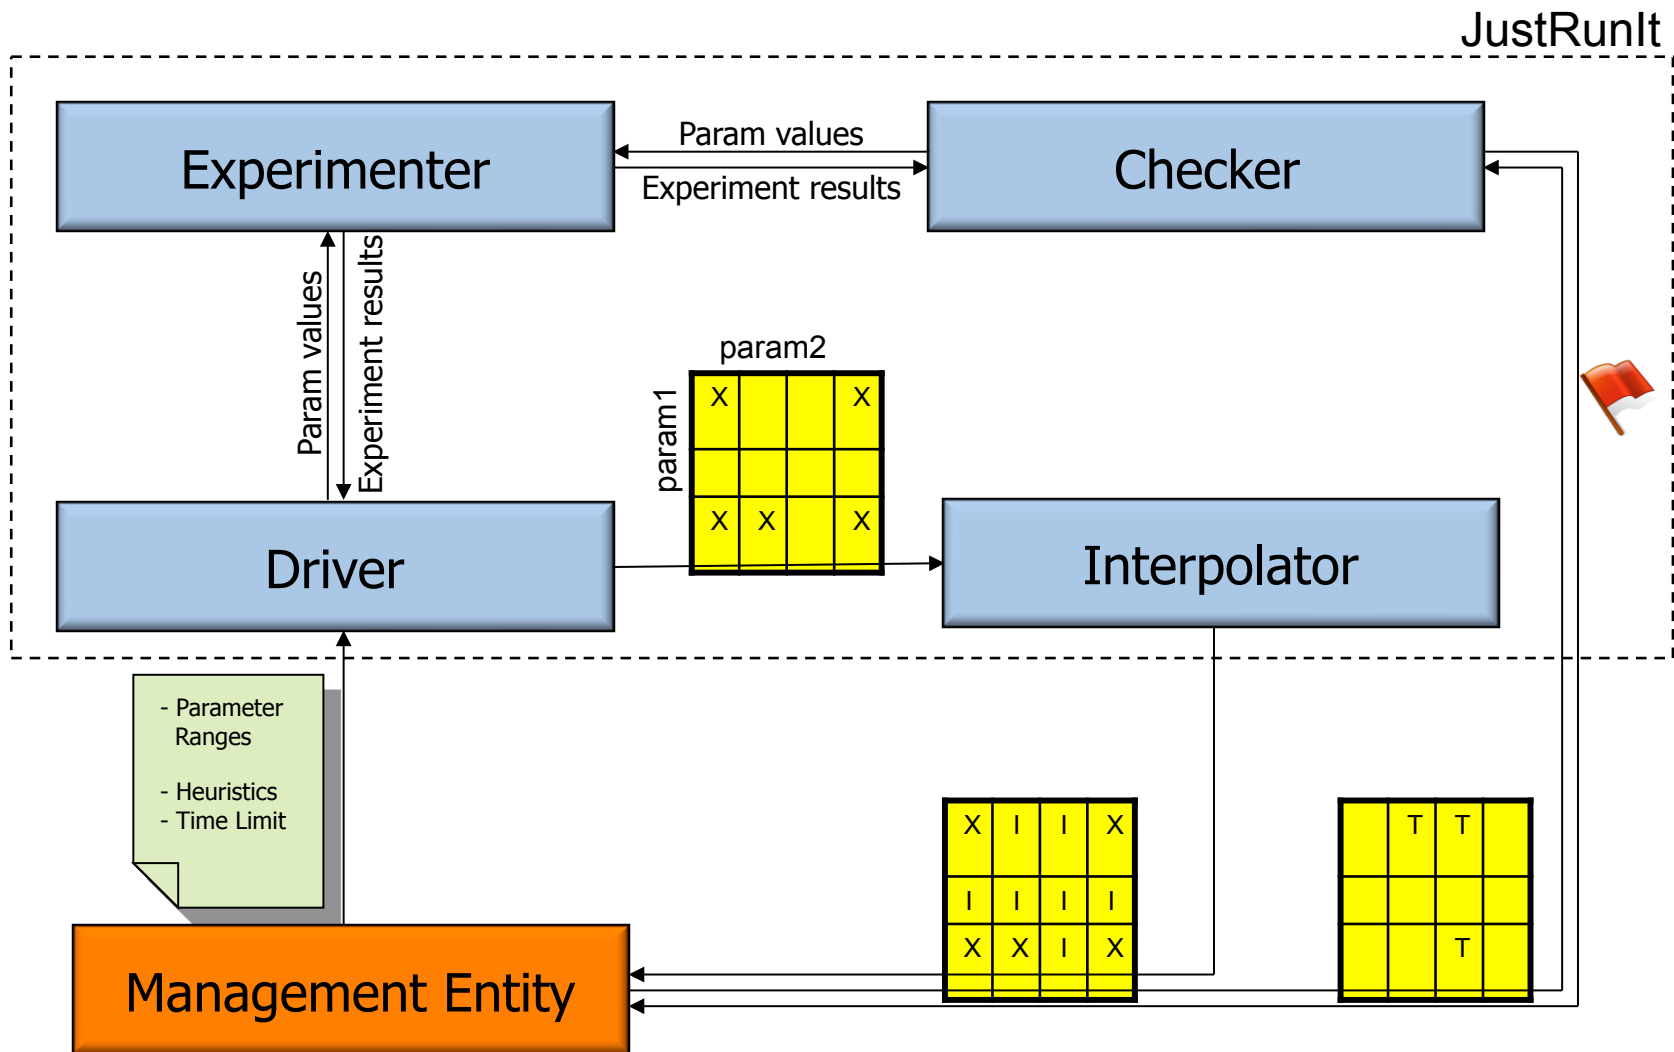 JustRunIt
Experimenter
Param values
Experiment results
Checker
Param values
Experiment results
param2
param1
X X
X X X
Driver
Interpolator
- Parameter
Ranges
- Heuristics
- Time Limit
X I I X
I I I I
X X I X
T T
T
Management Entity